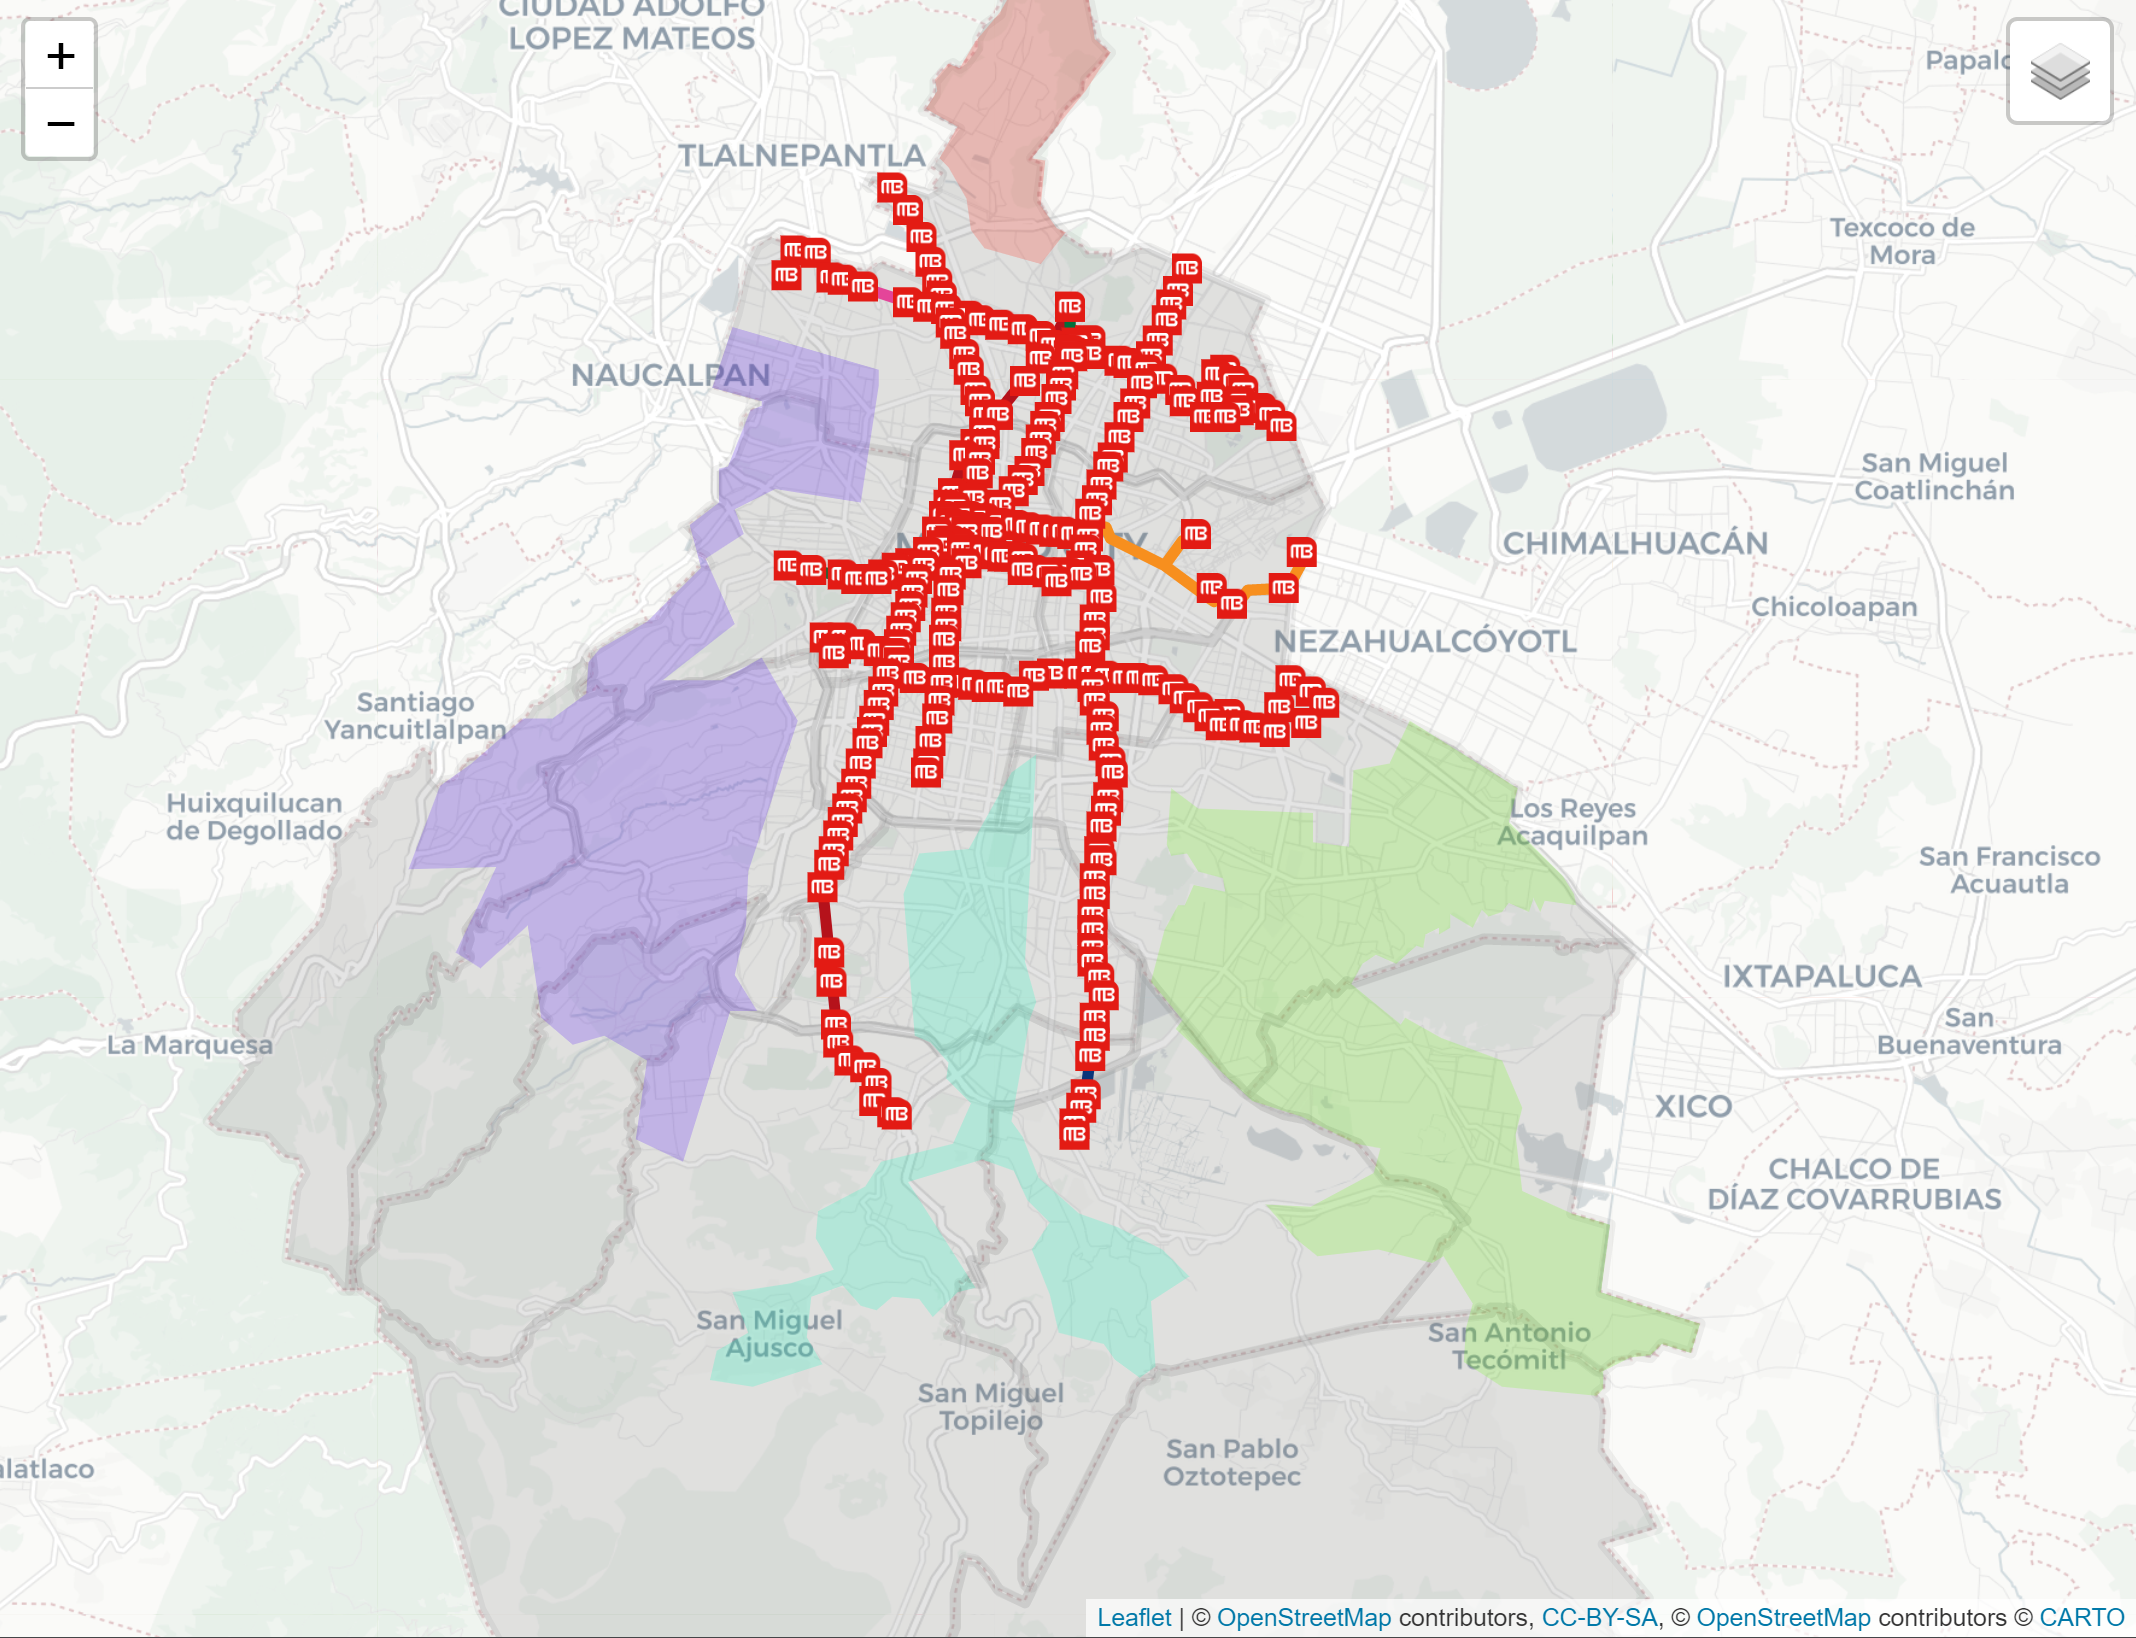 CIUDAD ADOLFO
LOPEZ MATEOS
+
−
TLALNEPANTLA
Texcoco de
Mora
NAUCALPAN
San Miguel
Coatlinchán
CHIMALHUACÁN
Chicoloapan
NEZAHUALCÓYOTL
Santiago
Yancuitlalpan
Huixquilucan
de Degollado
Los Reyes
Acaquilpan
San Francisco
Acuautla
IXTAPALUCA
La Marquesa
San
Buenaventura
XICO
CHALCO DE
DÍAZ COVARRUBIAS
San Miguel
Ajusco
San Antonio
Tecómitl
San Miguel
Topilejo
San Pablo
Oztotepec
Leaflet | © OpenStreetMap contributors, CC-BY-SA, © OpenStreetMap contributors © CARTO